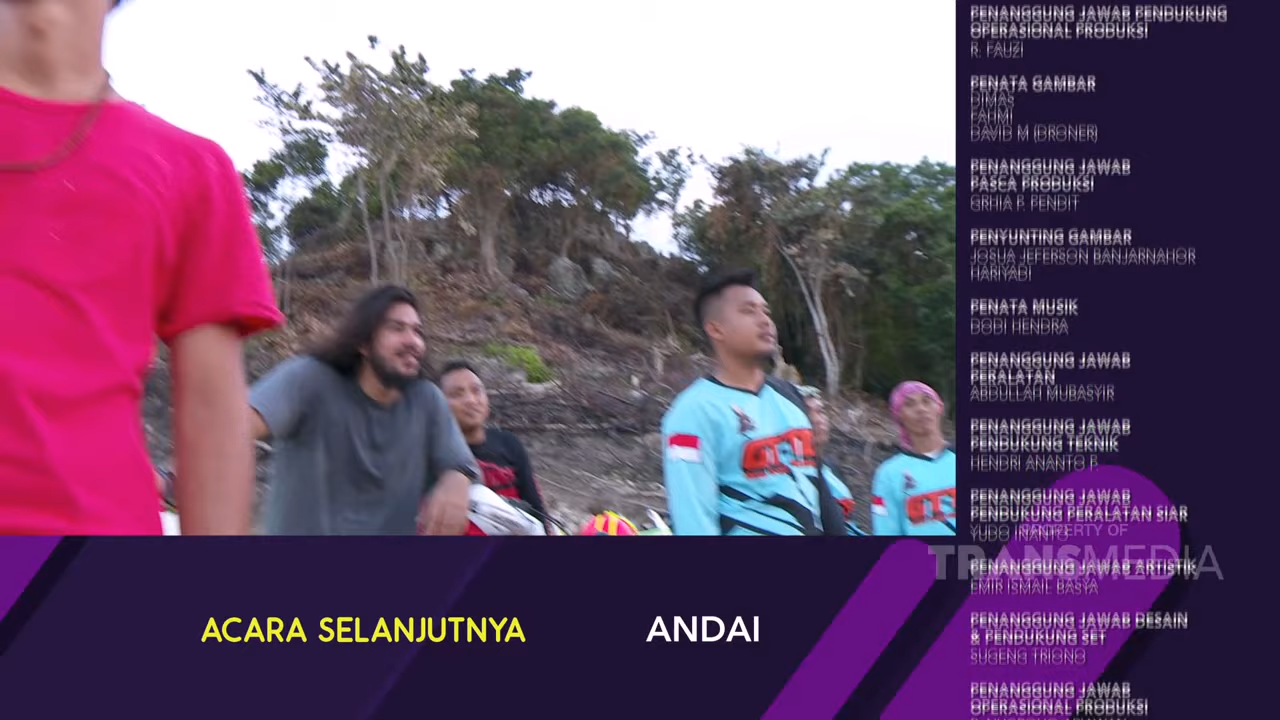 PENANGGUNG JAWAB PENDUKUNG
OPERASIONAL PRODUKSI
R. FAUZI
PENATA GAMBAR
DIMAS
FAHMI
DAVID M (DRONER)
PENANGGUNG JAWAB
PASCA PRODUKSI
GRHIA P. PENDIT
PENYUNTING GAMBAR
JOSUA JEFERSON BANJARNAHOR
HARIYADI
PENATA MUSIK
DODI HENDRA
PENANGGUNG JAWAB
PERALATAN
ABDULLAH MUBASYIR
PENANGGUNG JAWAB
PENDUKUNG TEKNIK
HENDRI ANANTO P.
PENANGGUNG JAWAB
PENDUKUNG PERALATAN SIAR
YUDO INANTO
PROPERTY OF
TRANSMEDIA
PENANGGUNG JAWAB ARTISTIK
EMIR ISMAIL BASYA
PENANGGUNG JAWAB DESAIN
& PENDUKUNG SET
SUGENG TRIONO
PENANGGUNG JAWAB
OPERASIONAL PRODUKSI
ACARA SELANJUTNYA
ANDAI